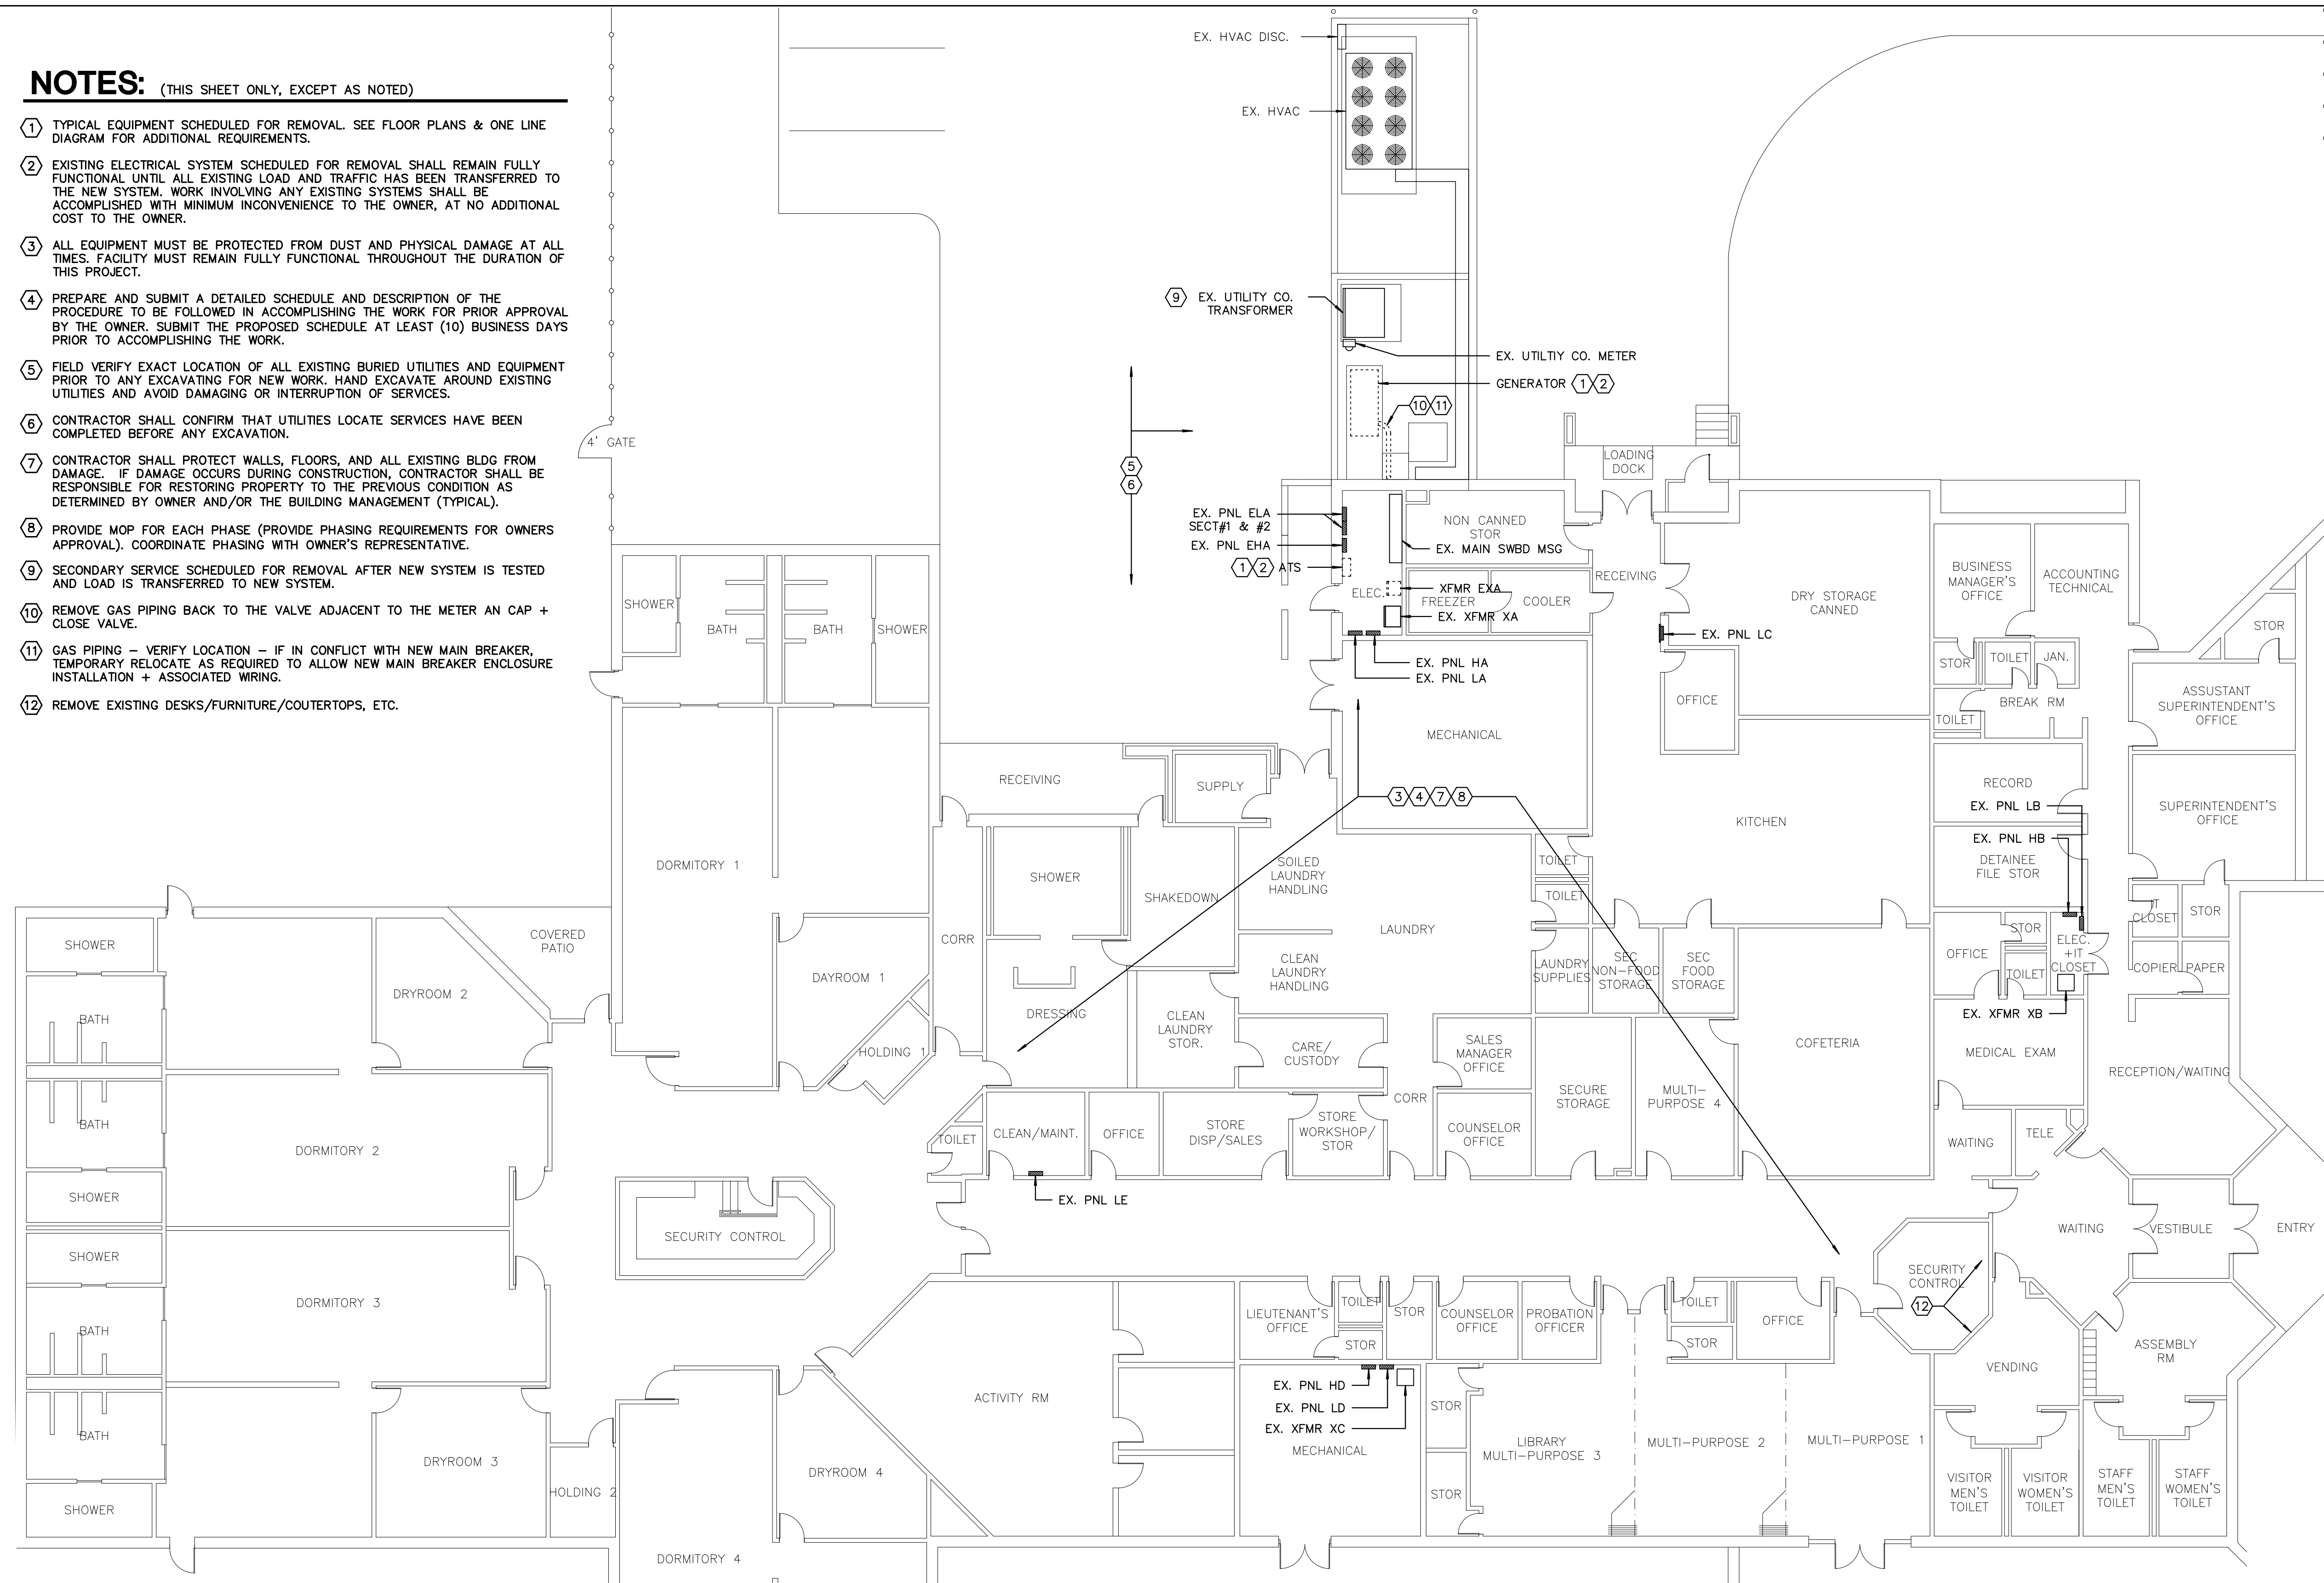 NOTES: (THIS SHEET ONLY, EXCEPT AS NOTED)
1 TYPICAL EQUIPMENT SCHEDULED FOR REMOVAL. SEE FLOOR PLANS & ONE LINE
DIAGRAM FOR ADDITIONAL REQUIREMENTS.
2 EXISTING ELECTRICAL SYSTEM SCHEDULED FOR REMOVAL SHALL REMAIN FULLY
FUNCTIONAL UNTIL ALL EXISTING LOAD AND TRAFFIC HAS BEEN TRANSFERRED TO
THE NEW SYSTEM. WORK INVOLVING ANY EXISTING SYSTEMS SHALL BE
ACCOMPLISHED WITH MINIMUM INCONVENIENCE TO THE OWNER, AT NO ADDITIONAL
COST TO THE OWNER.
3 ALL EQUIPMENT MUST BE PROTECTED FROM DUST AND PHYSICAL DAMAGE AT ALL
TIMES. FACILITY MUST REMAIN FULLY FUNCTIONAL THROUGHOUT THE DURATION OF
THIS PROJECT.
4 PREPARE AND SUBMIT A DETAILED SCHEDULE AND DESCRIPTION OF THE
PROCEDURE TO BE FOLLOWED IN ACCOMPLISHING THE WORK FOR PRIOR APPROVAL
BY THE OWNER. SUBMIT THE PROPOSED SCHEDULE AT LEAST (10) BUSINESS DAYS
PRIOR TO ACCOMPLISHING THE WORK.
5 FIELD VERIFY EXACT LOCATION OF ALL EXISTING BURIED UTILITIES AND EQUIPMENT
PRIOR TO ANY EXCAVATING FOR NEW WORK. HAND EXCAVATE AROUND EXISTING
UTILITIES AND AVOID DAMAGING OR INTERRUPTION OF SERVICES.
6 CONTRACTOR SHALL CONFIRM THAT UTILITIES LOCATE SERVICES HAVE BEEN
COMPLETED BEFORE ANY EXCAVATION.
7 CONTRACTOR SHALL PROTECT WALLS, FLOORS, AND ALL EXISTING BLDG FROM
DAMAGE. IF DAMAGE OCCURS DURING CONSTRUCTION, CONTRACTOR SHALL BE
RESPONSIBLE FOR RESTORING PROPERTY TO THE PREVIOUS CONDITION AS
DETERMINED BY OWNER AND/OR THE BUILDING MANAGEMENT (TYPICAL).
8 PROVIDE MOP FOR EACH PHASE (PROVIDE PHASING REQUIREMENTS FOR OWNERS
APPROVAL). COORDINATE PHASING WITH OWNER'S REPRESENTATIVE.
9 SECONDARY SERVICE SCHEDULED FOR REMOVAL AFTER NEW SYSTEM IS TESTED
AND LOAD IS TRANSFERRED TO NEW SYSTEM.
10 REMOVE GAS PIPING BACK TO THE VALVE ADJACENT TO THE METER AN CAP +
CLOSE VALVE.
11 GAS PIPING – VERIFY LOCATION – IF IN CONFLICT WITH NEW MAIN BREAKER,
TEMPORARY RELOCATE AS REQUIRED TO ALLOW NEW MAIN BREAKER ENCLOSURE
INSTALLATION + ASSOCIATED WIRING.
12 REMOVE EXISTING DESKS/FURNITURE/COUTERTOPS, ETC.
EX. HVAC DISC.
EX. HVAC
9 EX. UTILITY CO.
TRANSFORMER
EX. UTILTIY CO. METER
GENERATOR 1 2
10 11
4' GATE
5
6
LOADING
DOCK
EX. PNL ELA
SECT#1 & #2
EX. PNL EHA
1 2 ATS
NON CANNED
STOR
EX. MAIN SWBD MSG
ELEC.
XFMR EXA
FREEZER
COOLER
EX. XFMR XA
RECEIVING
DRY STORAGE
CANNED
BUSINESS
MANAGER'S
OFFICE
ACCOUNTING
TECHNICAL
STOR
SHOWER
BATH
BATH
SHOWER
EX. PNL LC
EX. PNL HA
EX. PNL LA
OFFICE
STOR
TOILET
JAN.
BREAK RM
TOILET
ASSUSTANT
SUPERINTENDENT'S
OFFICE
MECHANICAL
RECEIVING
SUPPLY
3 4 7 8
KITCHEN
RECORD
EX. PNL LB
EX. PNL HB
DETAINEE
FILE STOR
SUPERINTENDENT'S
OFFICE
DORMITORY 1
SHOWER
SHAKEDOWN
SOILED
LAUNDRY
HANDLING
TOILET
TOILET
LAUNDRY
IT
CLOSET
STOR
SHOWER
COVERED
PATIO
CORR
DAYROOM 1
DRYROOM 2
CLEAN
LAUNDRY
HANDLING
LAUNDRY
SUPPLIES
SEC
NON–FOOD
STORAGE
SEC
FOOD
STORAGE
OFFICE
STOR
TOILET
ELEC.
+IT
CLOSET
COPIER
PAPER
EX. XFMR XB
BATH
DRESSING
CLEAN
LAUNDRY
STOR.
HOLDING 1
CARE/
CUSTODY
SALES
MANAGER
OFFICE
COFETERIA
MEDICAL EXAM
RECEPTION/WAITING
SECURE
STORAGE
MULTI–
PURPOSE 4
CORR
BATH
DORMITORY 2
TOILET
CLEAN/MAINT.
OFFICE
STORE
DISP/SALES
STORE
WORKSHOP/
STOR
COUNSELOR
OFFICE
WAITING
TELE
SHOWER
EX. PNL LE
SECURITY CONTROL
WAITING
VESTIBULE
ENTRY
SHOWER
DORMITORY 3
SECURITY
CONTROL
12
BATH
LIEUTENANT'S
OFFICE
TOILET
STOR
STOR
COUNSELOR
OFFICE
PROBATION
OFFICER
TOILET
STOR
OFFICE
ASSEMBLY
RM
VENDING
ACTIVITY RM
EX. PNL HD
EX. PNL LD
EX. XFMR XC
MECHANICAL
STOR
BATH
LIBRARY
MULTI–PURPOSE 3
MULTI–PURPOSE 2
MULTI–PURPOSE 1
DRYROOM 3
DRYROOM 4
HOLDING 2
STOR
VISITOR
MEN'S
TOILET
VISITOR
WOMEN'S
TOILET
STAFF
MEN'S
TOILET
STAFF
WOMEN'S
TOILET
SHOWER
DORMITORY 4